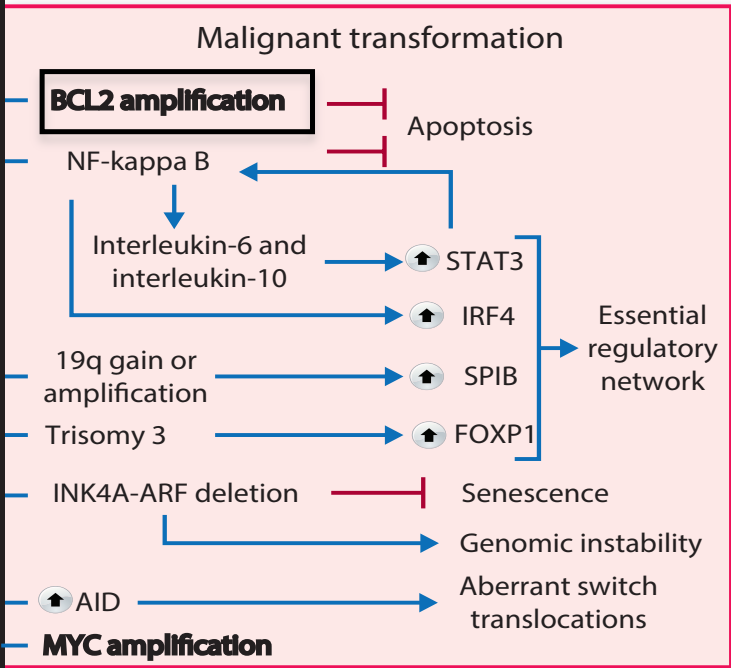 Malignant transformation
BCL2 amplification
Apoptosis
NF-kappa B
Interleukin-6 and
interleukin-10
STAT3
IRF4
Essential
regulatory
network
19q gain or
amplification
SPIB
Trisomy 3
FOXP1
INK4A-ARF deletion
Senescence
Genomic instability
AID
Aberrant switch
translocations
MYC amplification